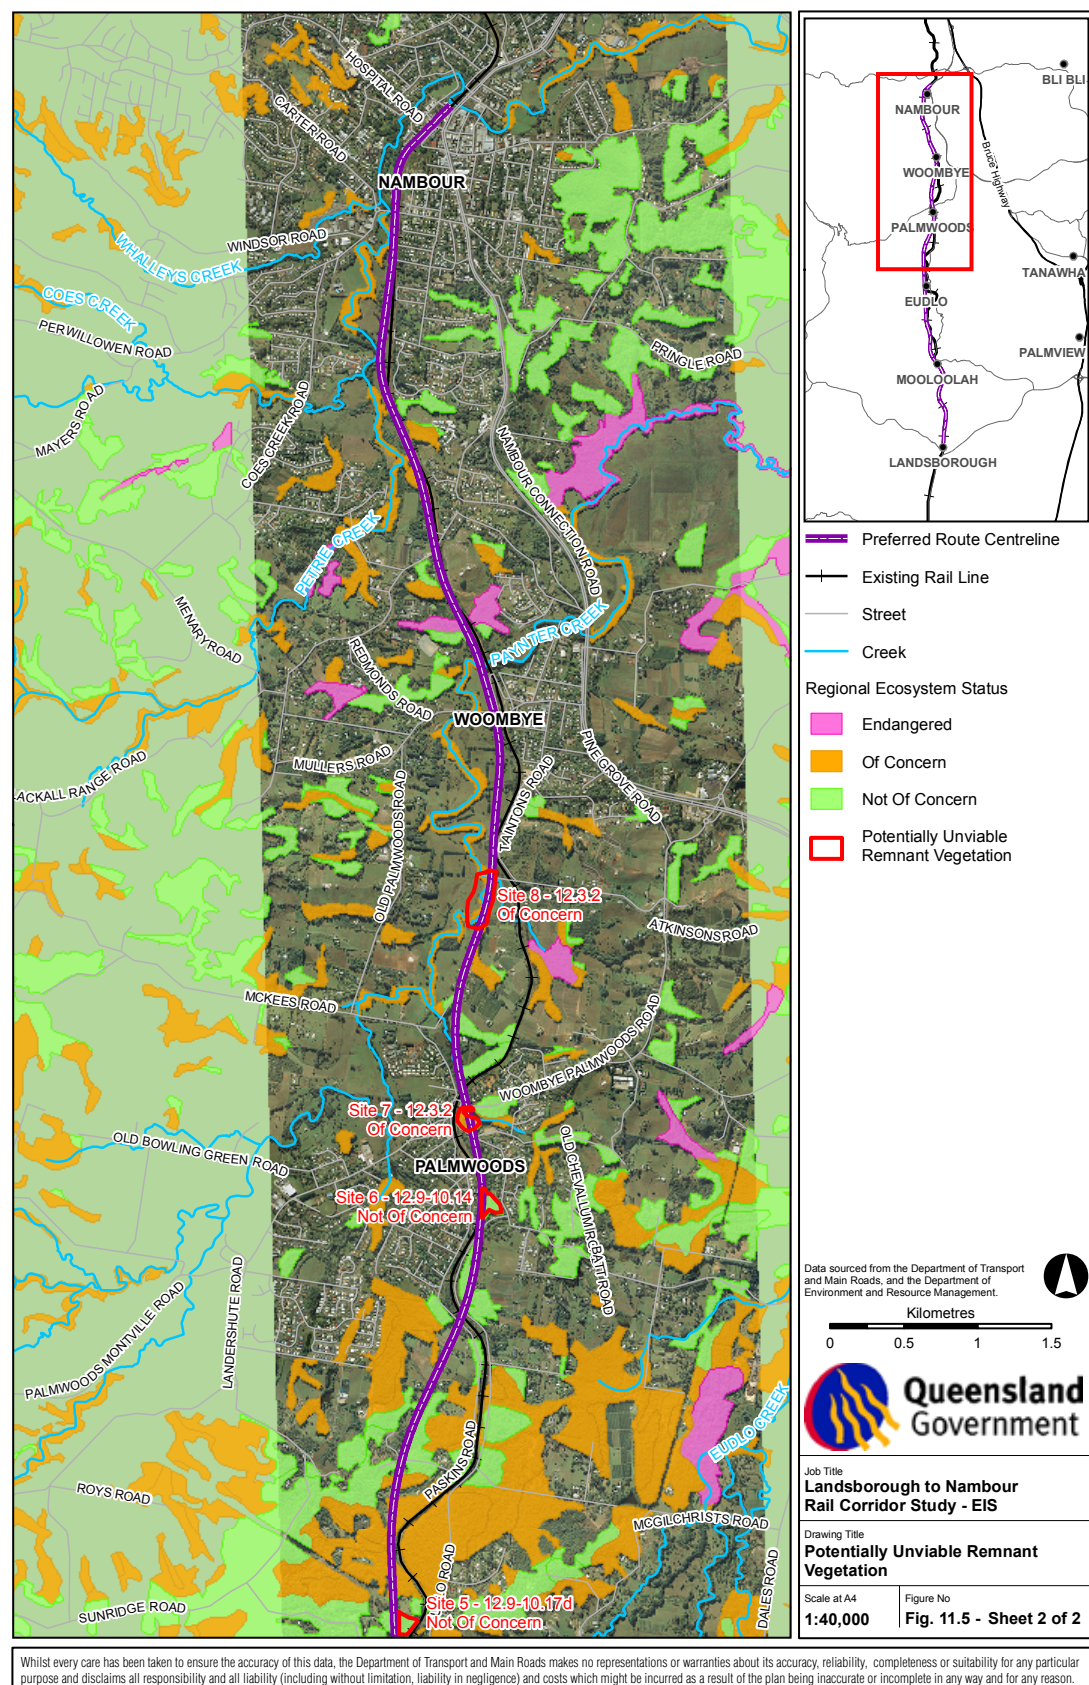 HOSPITAL ROAD
CARTER ROAD
NAMBOUR
WINDSOR ROAD
WHALLEYS CREEK
COES CREEK
PERWILLOWEN ROAD
PRINGLE ROAD
MAYERS ROAD
COES CREEK ROAD
NAMBOUR CONNECTION ROAD
PETRIE CREEK
MENARY ROAD
PAYNTER CREEK
REDMONDS ROAD
WOOMBYE
MULLERS ROAD
PINE GROVE ROAD
LACKALL RANGE ROAD
TAINTONS ROAD
OLD PALMWOODS ROAD
Site 8 - 12.3.2
Of Concern
ATKINSONS ROAD
MCKEES ROAD
WOOMBYE PALMWOODS ROAD
Site 7 - 12.3.2
Of Concern
OLD BOWLING GREEN ROAD
PALMWOODS
OLD CHEVALLUM RO
BATT ROAD
Site 6 - 12.9-10.14
Not Of Concern
LANDERSHUTE ROAD
PALMWOODS MONTVILLE ROAD
EUDLO CREEK
PASKINS ROAD
ROYS ROAD
MCGILCHRISTS ROAD
O ROAD
DALES ROAD
SUNRIDGE ROAD
Site 5 - 12.9-10.17d
Not Of Concern
BLI BLI
NAMBOUR
Bruce Highway
WOOMBYE
PALMWOODS
TANAWHA
EUDLO
PALMVIEW
MOOLOOLAH
LANDSBOROUGH
Preferred Route Centreline
Existing Rail Line
Street
Creek
Regional Ecosystem Status
Endangered
Of Concern
Not Of Concern
Potentially Unviable
Remnant Vegetation
Data sourced from the Department of Transport
and Main Roads, and the Department of
Environment and Resource Management.
Kilometres
0 0.5 1 1.5
Queensland
Government
Job Title
Landsborough to Nambour
Rail Corridor Study - EIS
Drawing Title
Potentially Unviable Remnant
Vegetation
Scale at A4
1:40,000
Figure No
Fig. 11.5 - Sheet 2 of 2
Whilst every care has been taken to ensure the accuracy of this data, the Department of Transport and Main Roads makes no representations or warranties about its accuracy, reliability, completeness or suitability for any particular
purpose and disclaims all responsibility and all liability (including without limitation, liability in negligence) and costs which might be incurred as a result of the plan being inaccurate or incomplete in any way and for any reason.